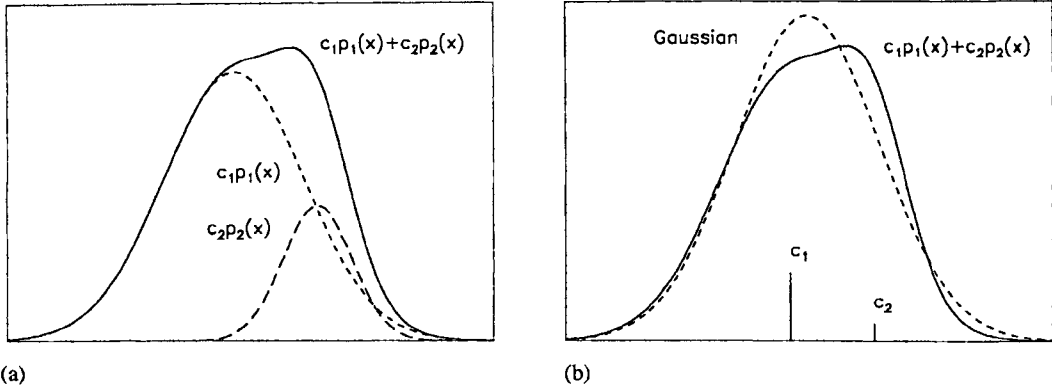 c₁p₁(x)+c₂p₂(x)
c₁p₁(x)
c₂p₂(x)
(a)
Gaussian
c₁p₁(x)+c₂p₂(x)
c₁
c₂
(b)